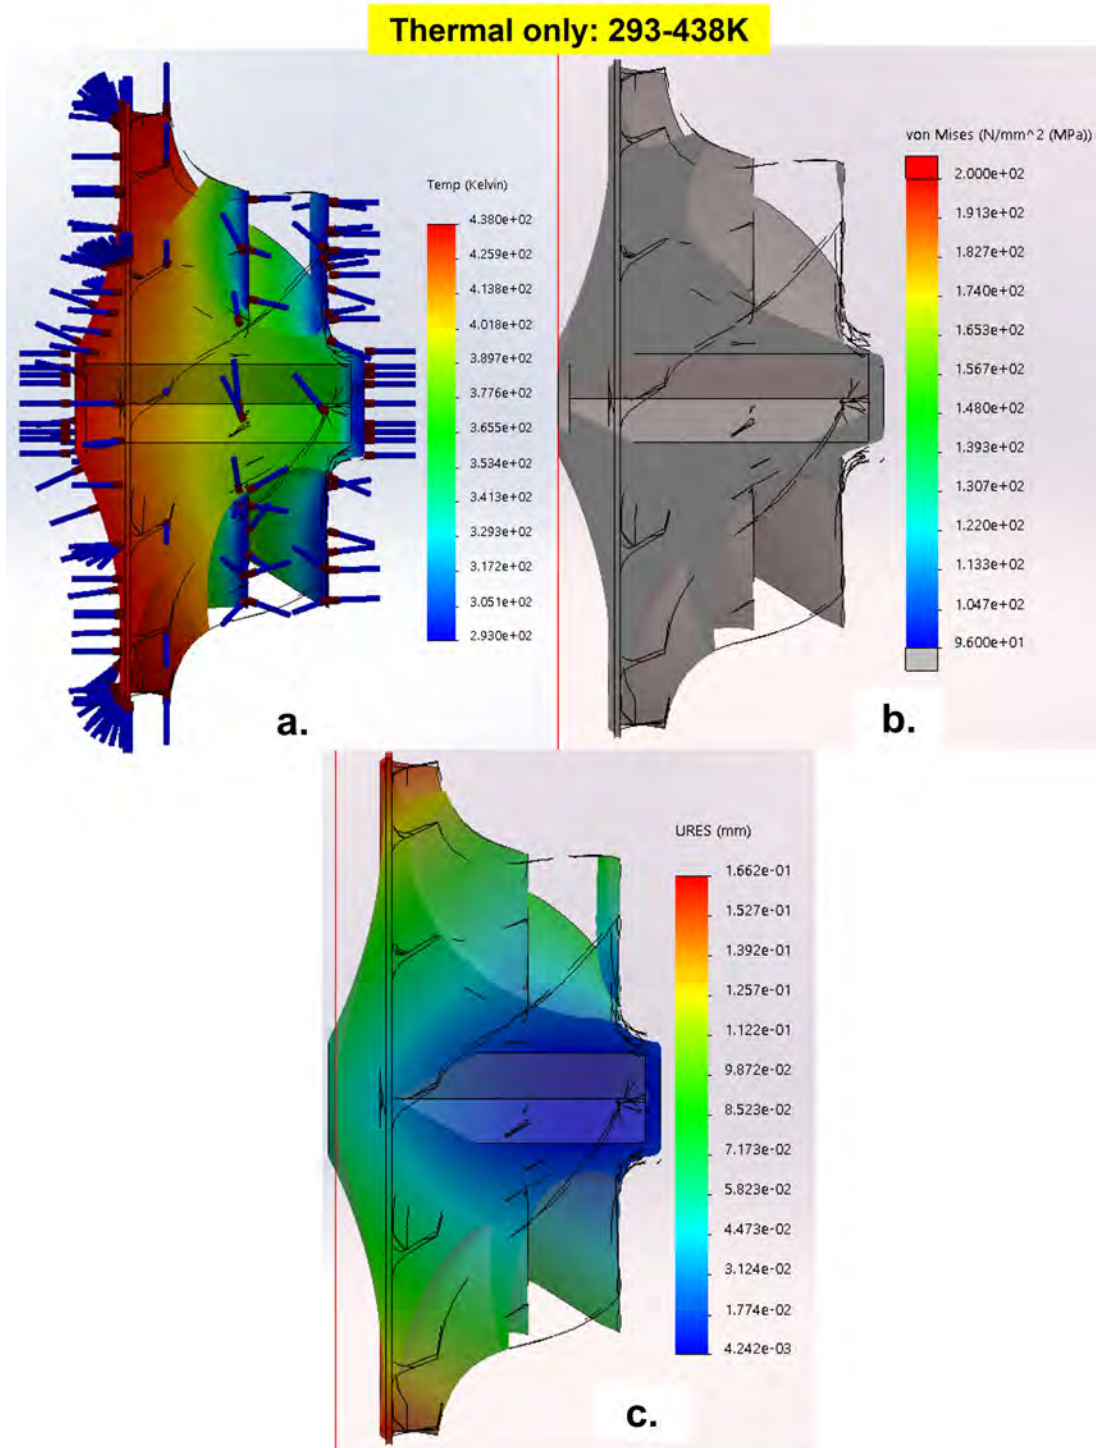 Thermal only: 293-438K
Temp (Kelvin)
4.380e+02
4.259e+02
4.138e+02
4.018e+02
3.897e+02
3.776e+02
3.655e+02
3.534e+02
3.413e+02
3.293e+02
3.172e+02
3.051e+02
2.930e+02
a.
von Mises (N/mm^2 (MPa))
2.000e+02
1.913e+02
1.827e+02
1.740e+02
1.653e+02
1.567e+02
1.480e+02
1.393e+02
1.307e+02
1.220e+02
1.133e+02
1.047e+02
9.600e+01
b.
URES (mm)
1.662e-01
1.527e-01
1.392e-01
1.257e-01
1.122e-01
9.872e-02
8.523e-02
7.173e-02
5.823e-02
4.473e-02
3.124e-02
1.774e-02
4.242e-03
c.